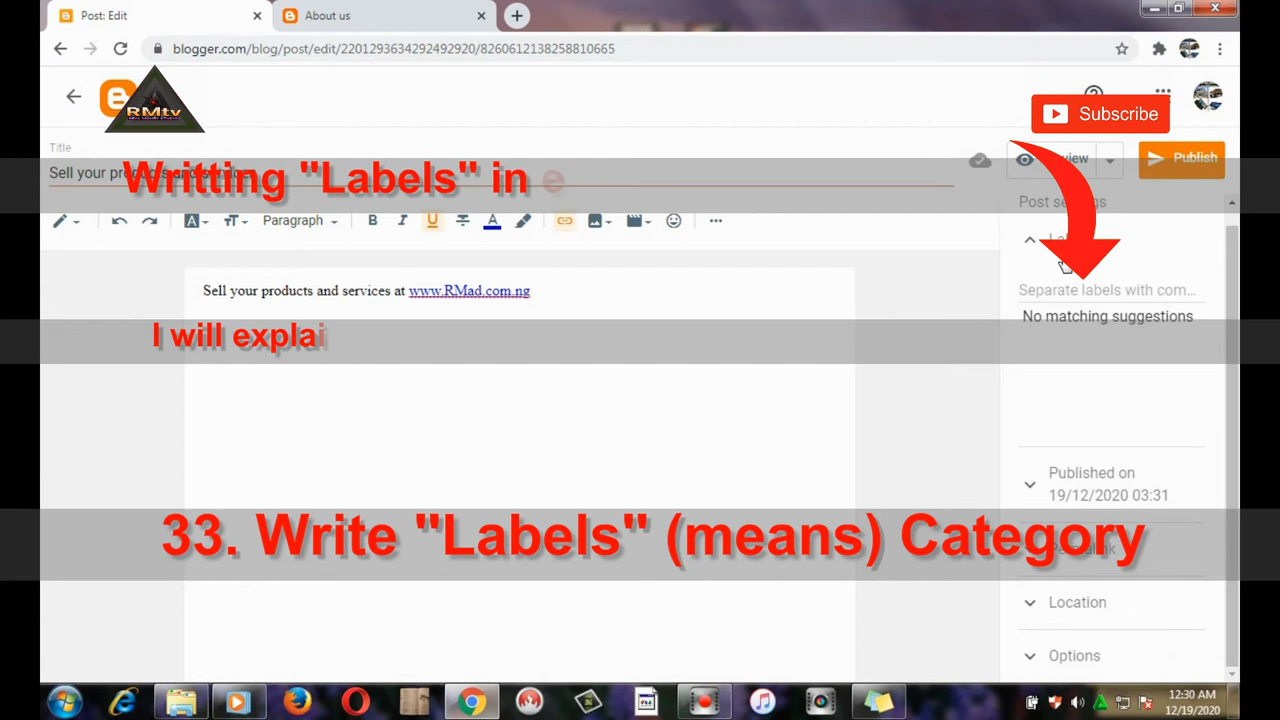 Post: Edit
About us
blogger.com/blog/post/edit/2201293634292492920/8260612138258810665
RMtv
Subscribe
Title
Publish
Writting "Labels" in e
Post settings
Paragraph
Sell your products and services at www.RMad.com.ng
Separate labels with com...
No matching suggestions
I will explai
Published on
19/12/2020 03:31
33. Write "Labels" (means) Category
Location
Options
12:30 AM
12/19/2020